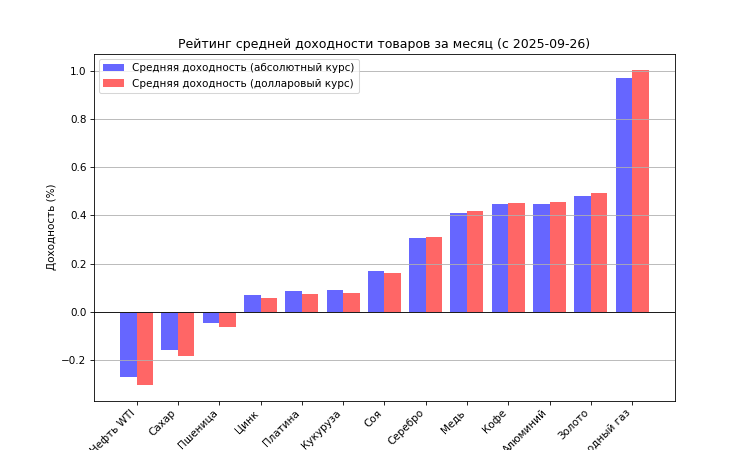 Рейтинг средней доходности товаров за месяц (с 2025-09-26)
Средняя доходность (абсолютный курс)
Средняя доходность (долларовый курс)
Доходность (%)
1.0
0.8
0.6
0.4
0.2
0.0
−0.2
Нефть WTI
Сахар
Пшеница
Цинк
Платина
Кукуруза
Соя
Серебро
Медь
Кофе
Алюминий
Золото
газ